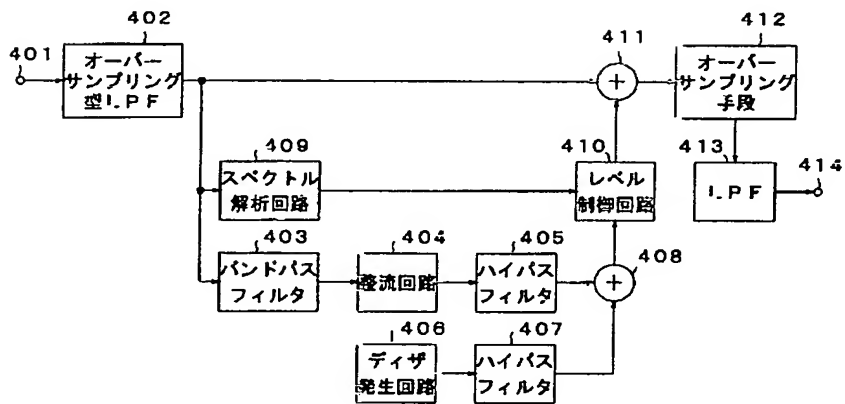 401
402
オーバー
サンプリング
型LPF
411
412
オーバー
サンプリング
手段
409
スペクトル
解析回路
410
レベル
制御回路
413
LPF
414
403
バンドパス
フィルタ
404
整流回路
405
ハイパス
フィルタ
408
406
ディザ
発生回路
407
ハイパス
フィルタ